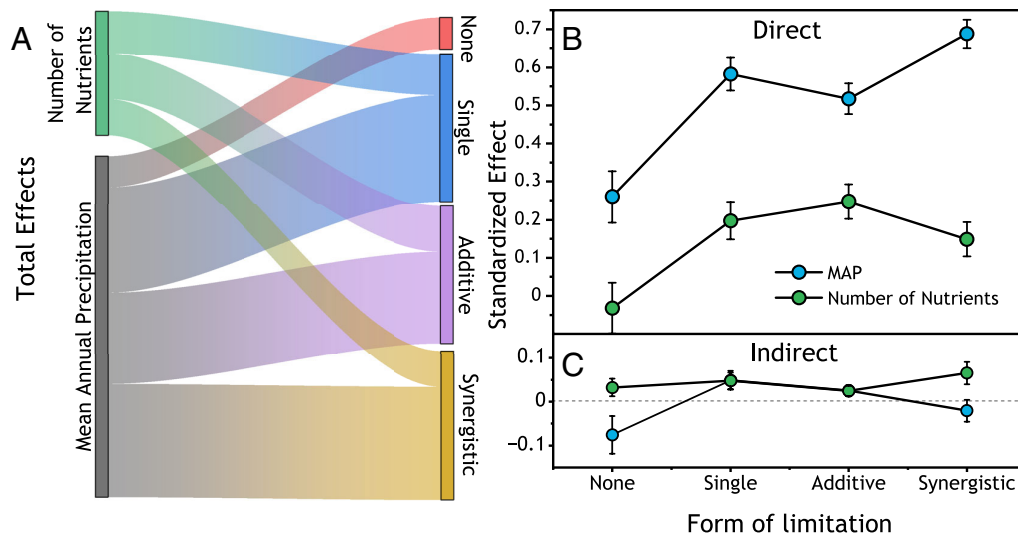 A
Total Effects
Number of
Nutrients
Mean Annual Precipitation
None
Single
Additive
Synergisitic
B
Direct
Standardized Effect
0.7
0.6
0.5
0.4
0.3
0.2
0.1
0
MAP
Number of Nutrients
C
Indirect
0.1
0
−0.1
None
Single
Additive
Synergistic
Form of limitation